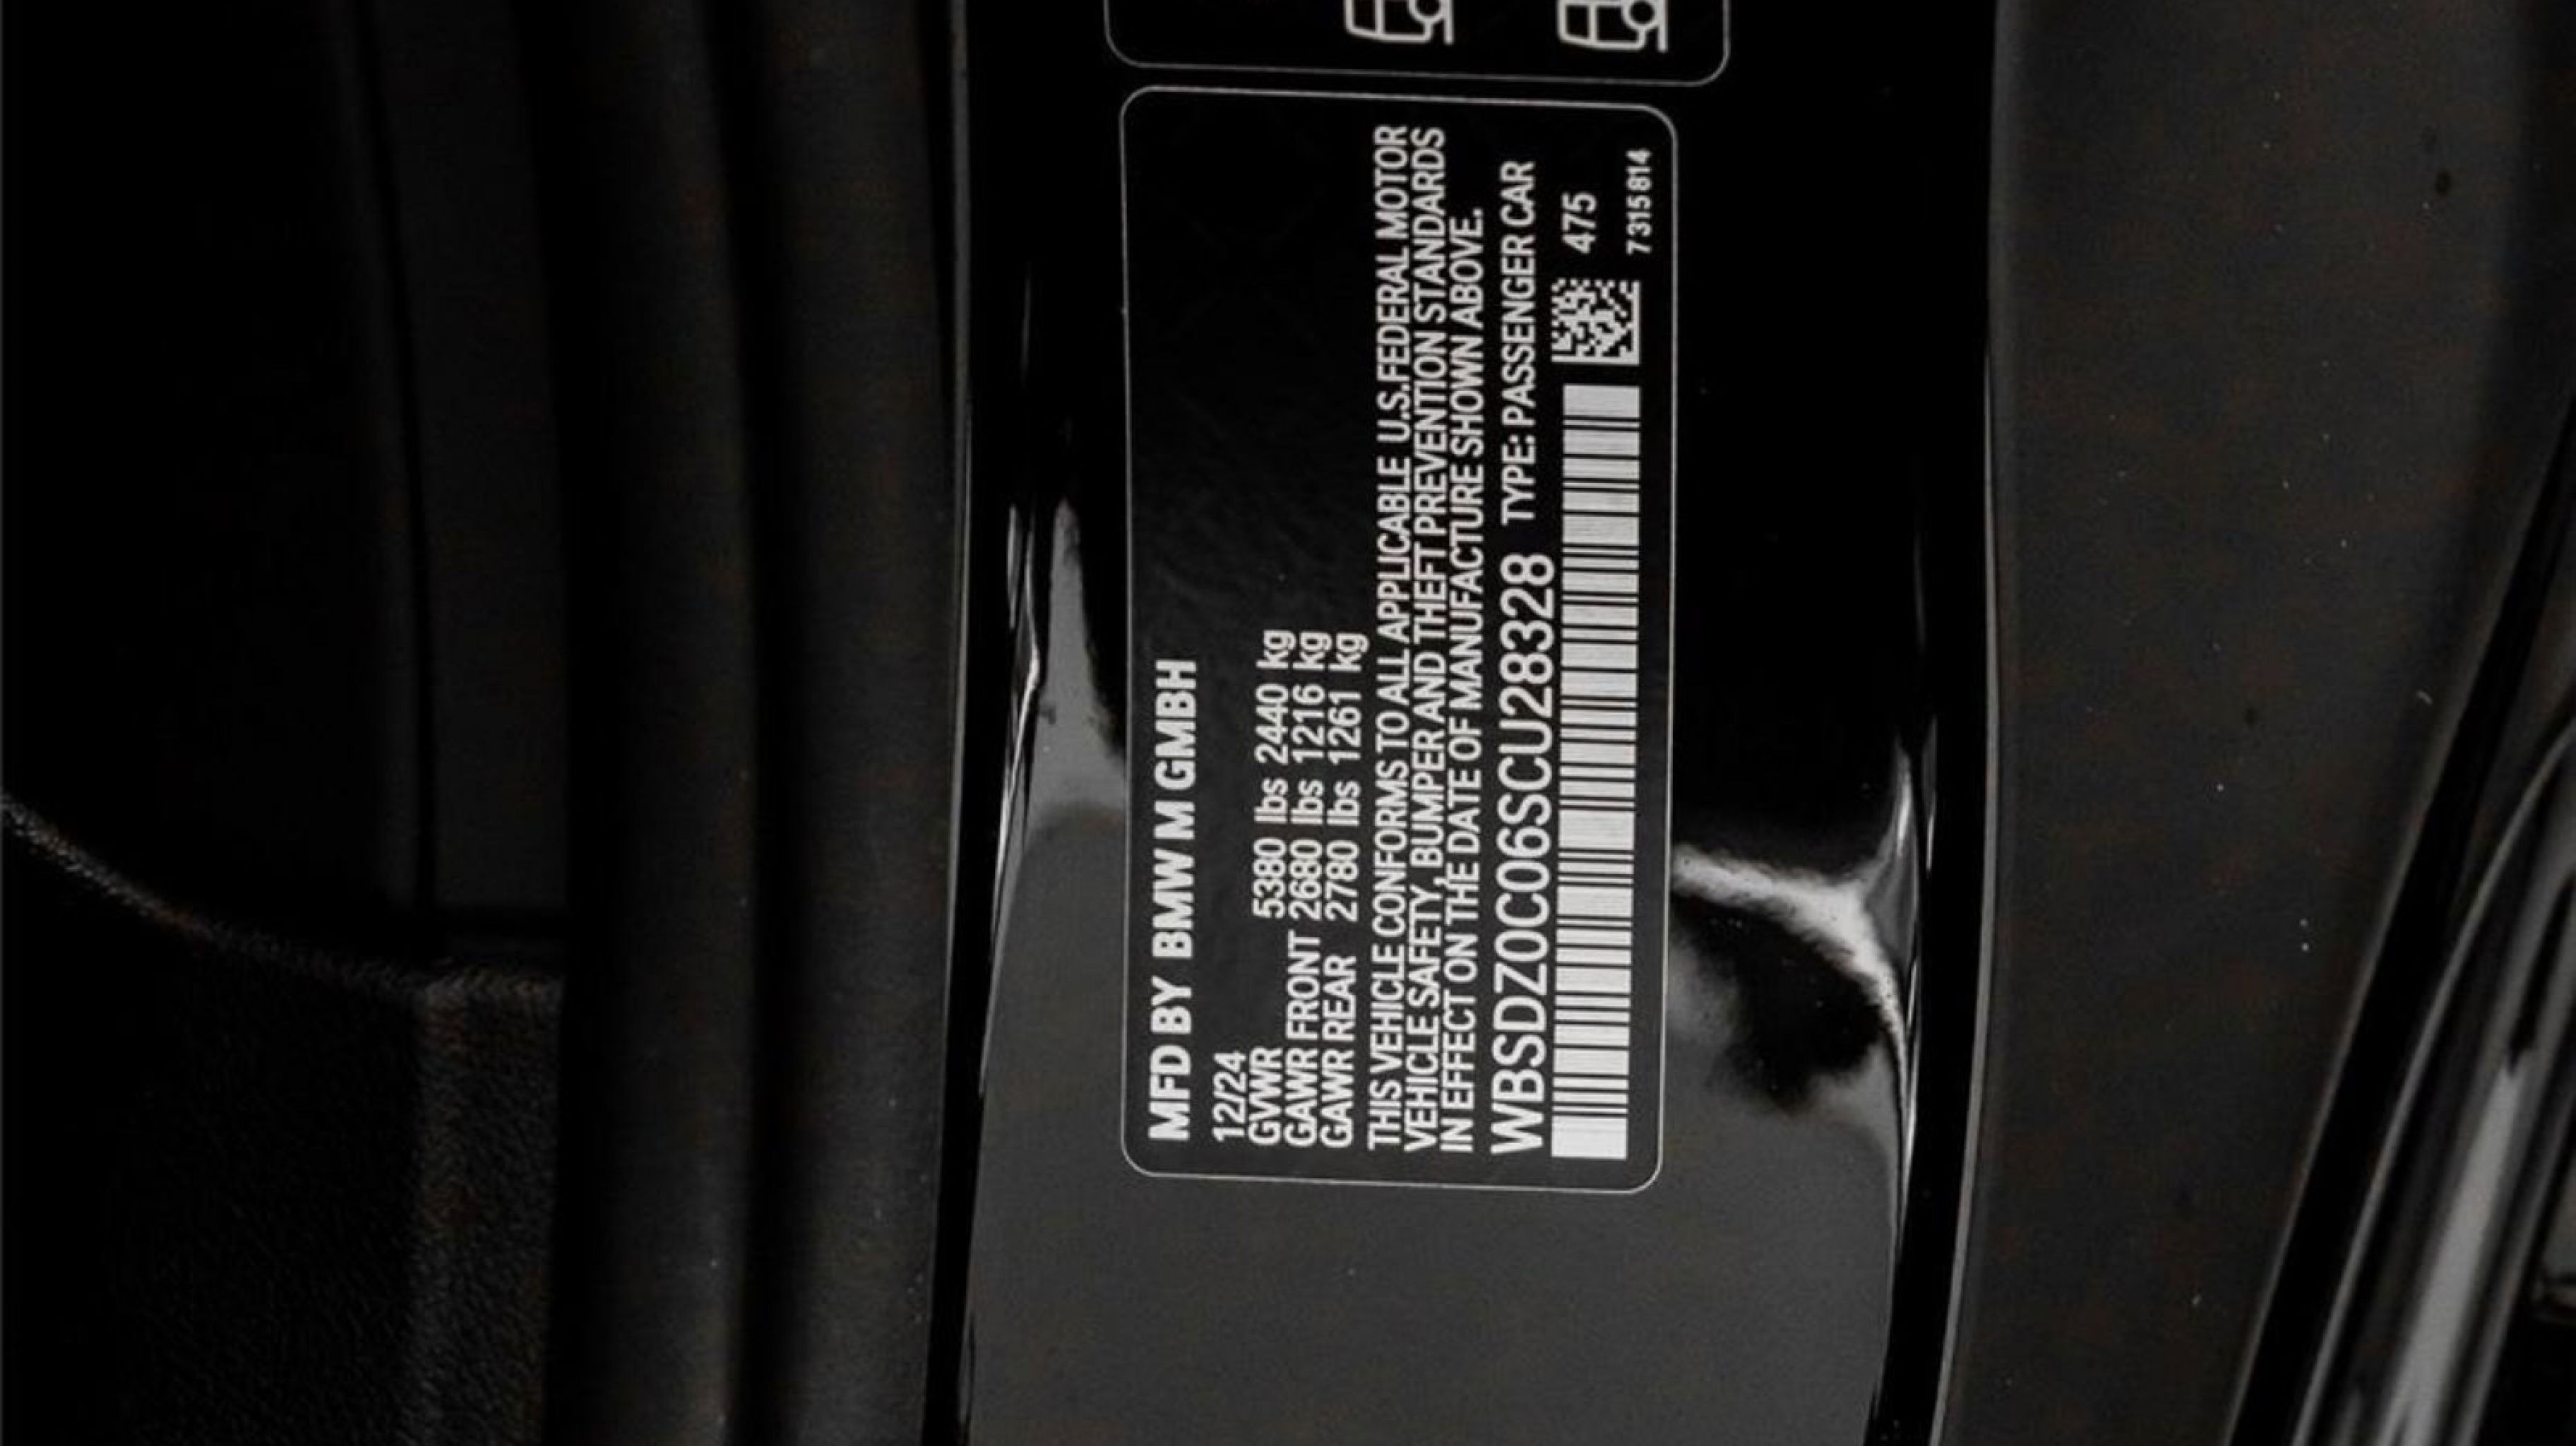 MFD BY BMW M GMBH
12/24
GVWR 5380 lbs 2440 kg
GAWR FRONT 2680 lbs 1216 kg
GAWR REAR 2780 lbs 1261 kg
THIS VEHICLE CONFORMS TO ALL APPLICABLE U.S.FEDERAL MOTOR
VEHICLE SAFETY, BUMPER AND THEFT PREVENTION STANDARDS
IN EFFECT ON THE DATE OF MANUFACTURE SHOWN ABOVE.
WBSDZ0C06SCU28328 TYPE: PASSENGER CAR
475
7315814